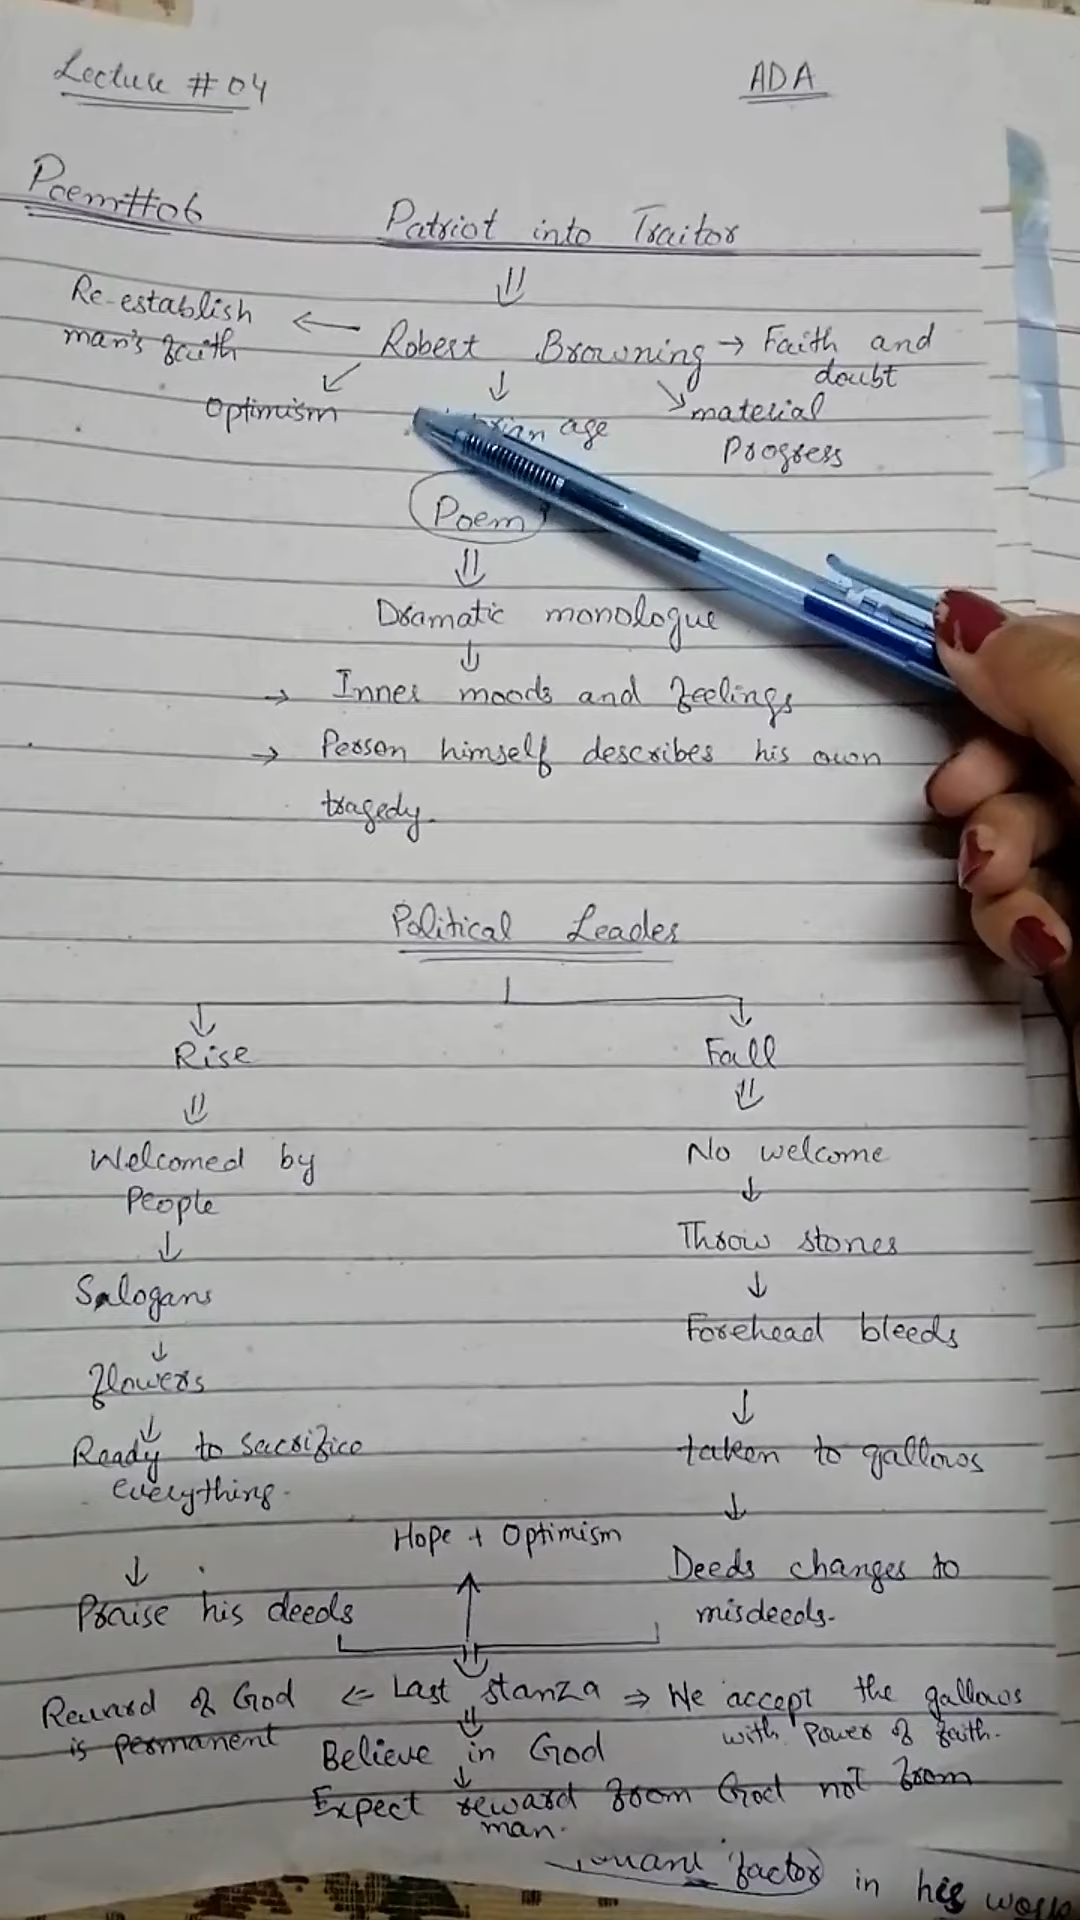 Lecture #04
ADA
Poem#06
Patriot into Traitor
Re-establish
man's faith
Robert Browning → Faith and
doubt
Optimism
age
material
Progress
Poem
Dramatic monologue
→ Inner moods and feelings
→ Person himself describes his own
tragedy.
Political Leader
Rise
Fall
Welcomed by
People
No welcome
Throw stones
Salogans
Forehead bleeds
flowers
Ready to sacrifice
everything.
taken to gallows
Hope + Optimism
Praise his deeds
Deeds changes to
misdeeds.
Reward of God
is permanent
⇐ Last stanza ⇒ He accept the gallows
with Power of faith.
Believe in God
Expect reward from God not from
man.
factor in his